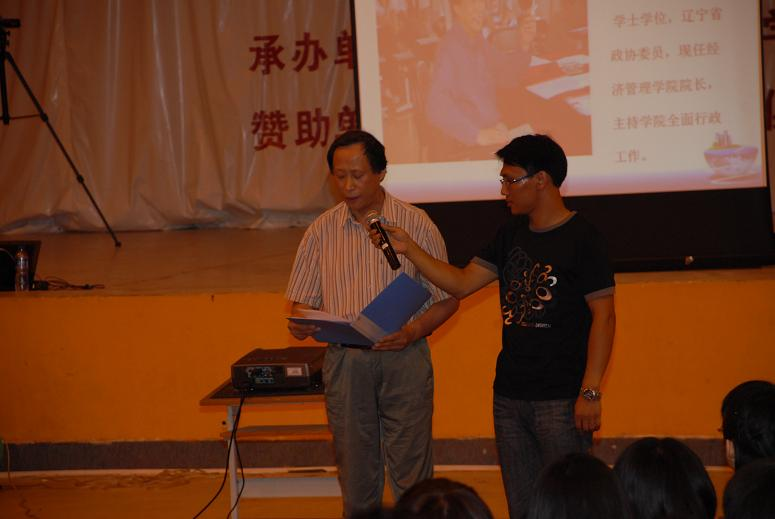 承办单
赞助单
学士学位，辽宁省
政协委员，现任经
济管理学院院长，
主持学院全面行政
工作。